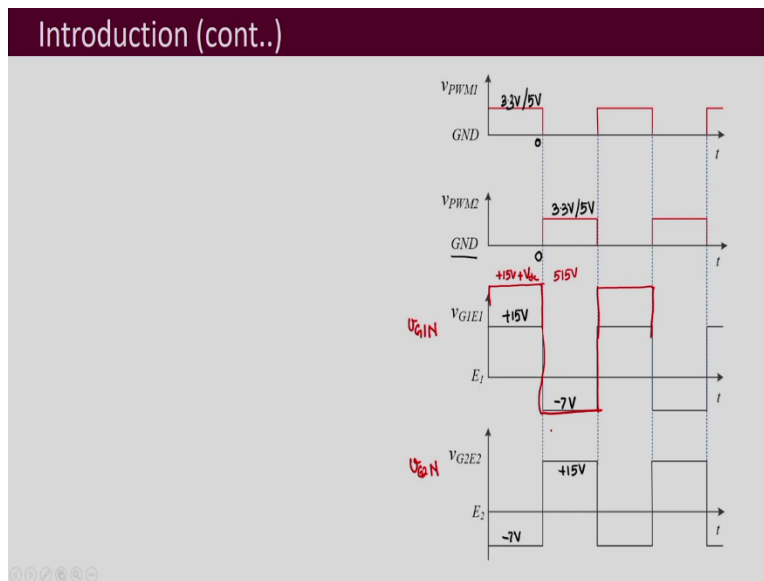 Introduction (cont..)
vPWM1
3.3V/5V
GND
0
t
vPWM2
3.3V/5V
GND
0
t
+15V+Vdc 515V
vG1N
vG1E1
+15V
E1
t
-7V
vG2N
vG2E2
+15V
E2
t
-7V